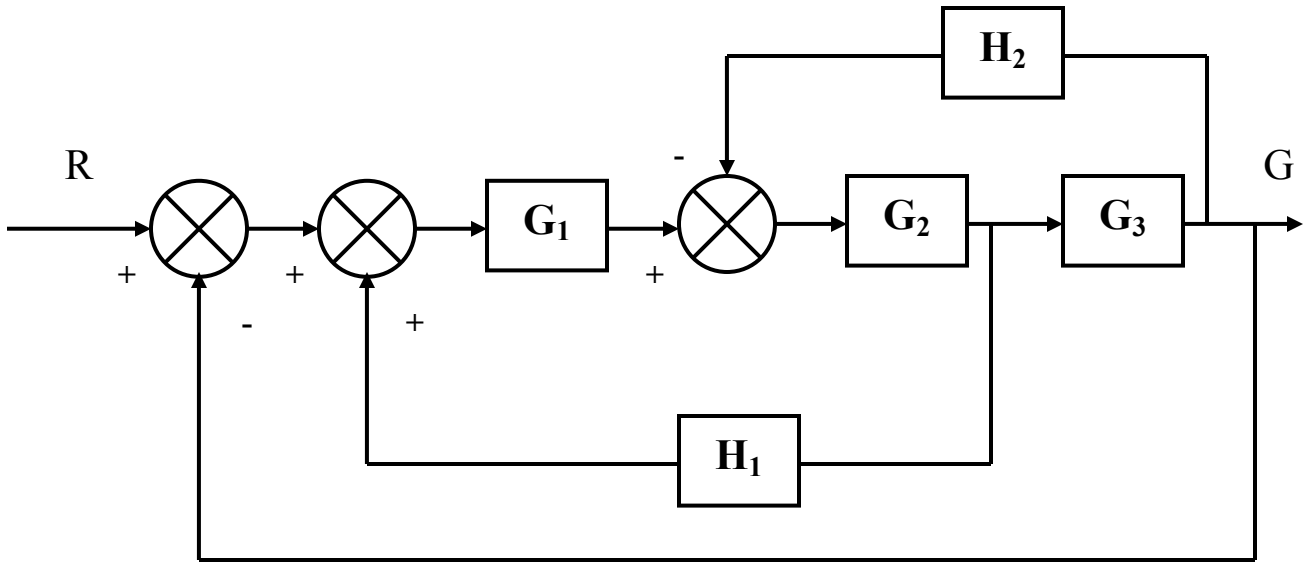 H₂
-
R
G
G₁
G₂
G₃
+
+
+
-
+
H₁